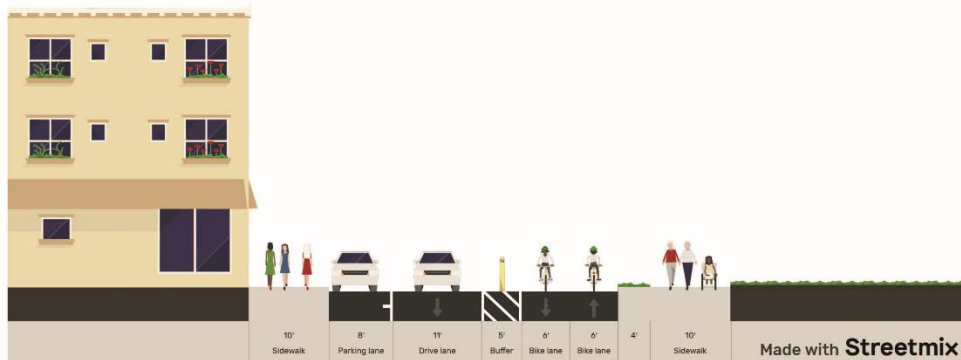 10' 8' 11' 5' 6' 6' 4' 10'
Sidewalk Parking lane Drive lane Buffer Bike lane Bike lane Sidewalk
Made with Streetmix